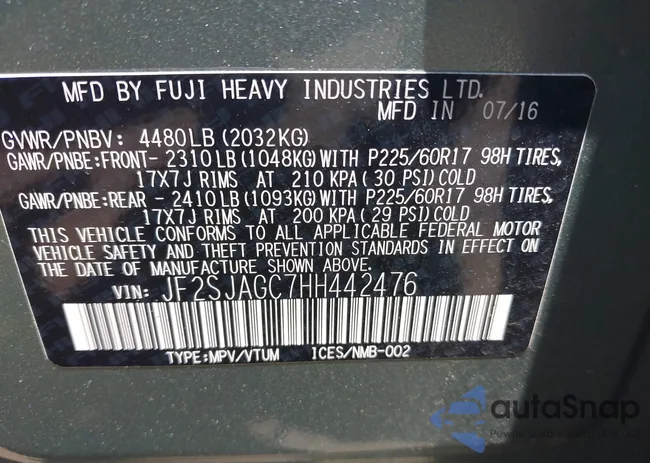 MFD BY FUJI HEAVY INDUSTRIES LTD.
MFD IN 07/16
GVWR/PNBV: 4480LB (2032KG)
GAWR/PNBE:FRONT- 2310 LB (1048KG) WITH P225/60R17 98H TIRES,
17X7J RIMS AT 210 KPA ( 30 PSI) COLD
GAWR/PNBE:REAR - 2410 LB (1093KG) WITH P225/60R17 98H TIRES,
17X7J RIMS AT 200 KPA ( 29 PSI) COLD
THIS VEHICLE CONFORMS TO ALL APPLICABLE FEDERAL MOTOR
VEHICLE SAFETY AND THEFT PREVENTION STANDARDS IN EFFECT ON
THE DATE OF MANUFACTURE SHOWN ABOVE.
VIN: JF2SJAGC7HH442476
TYPE:MPV/VTUM ICES/NMB-002
autoSnap